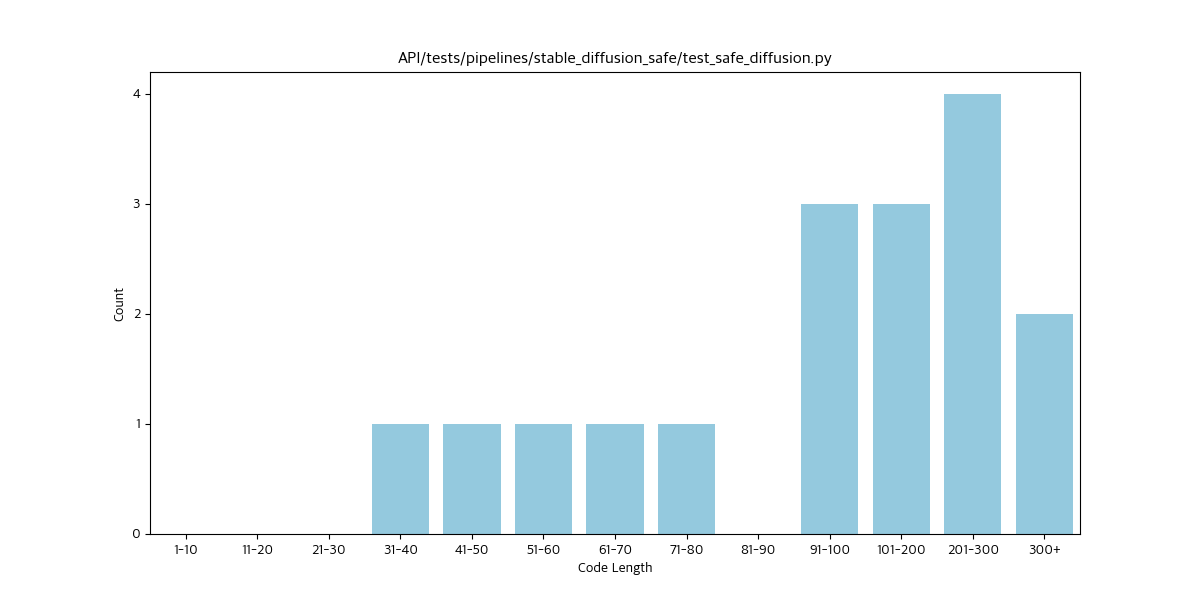 API/tests/pipelines/stable_diffusion_safe/test_safe_diffusion.py
4
3
2
1
0
Count
1-10 11-20 21-30 31-40 41-50 51-60 61-70 71-80 81-90 91-100 101-200 201-300 300+
Code Length